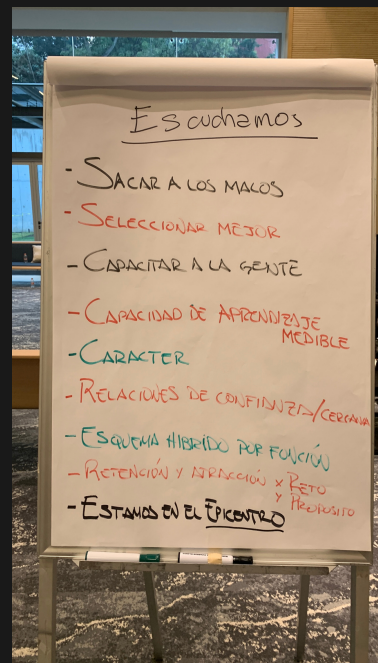 Escuchamos
- SACAR A LOS MALOS
- SELECCIONAR MEJOR
- CAPACITAR A LA GENTE
- CAPACIDAD DE APRENDIZAJE
MEDIBLE
- CARACTER
- RELACIONES DE CONFIANZA/CERCANIA
- ESQUEMA HIBRIDO POR FUNCIÓN
- RETENCIÓN Y ATRACCIÓN X RETO
Y PROPOSITO
- ESTAMOS EN EL EPICENTRO